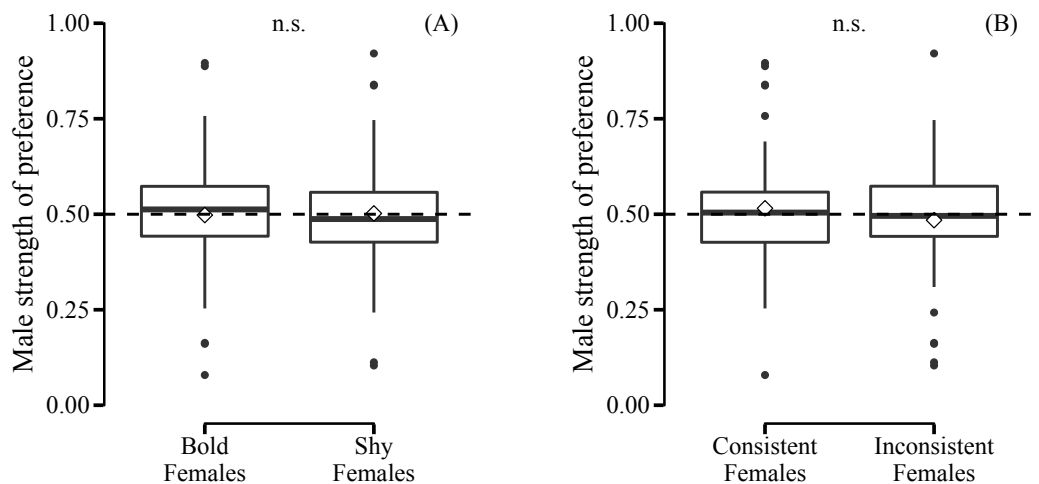 Male strength of preference
1.00
0.75
0.50
0.25
0.00
n.s.
(A)
Bold
Females
Shy
Females
Male strength of preference
1.00
0.75
0.50
0.25
0.00
n.s.
(B)
Consistent
Females
Inconsistent
Females